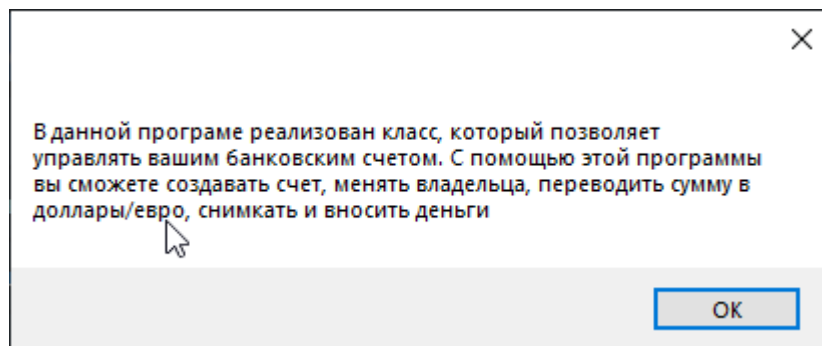 В данной програме реализован класс, который позволяет
управлять вашим банковским счетом. С помощью этой программы
вы сможете создавать счет, менять владельца, переводить сумму в
доллары/евро, снимкать и вносить деньги
ОК